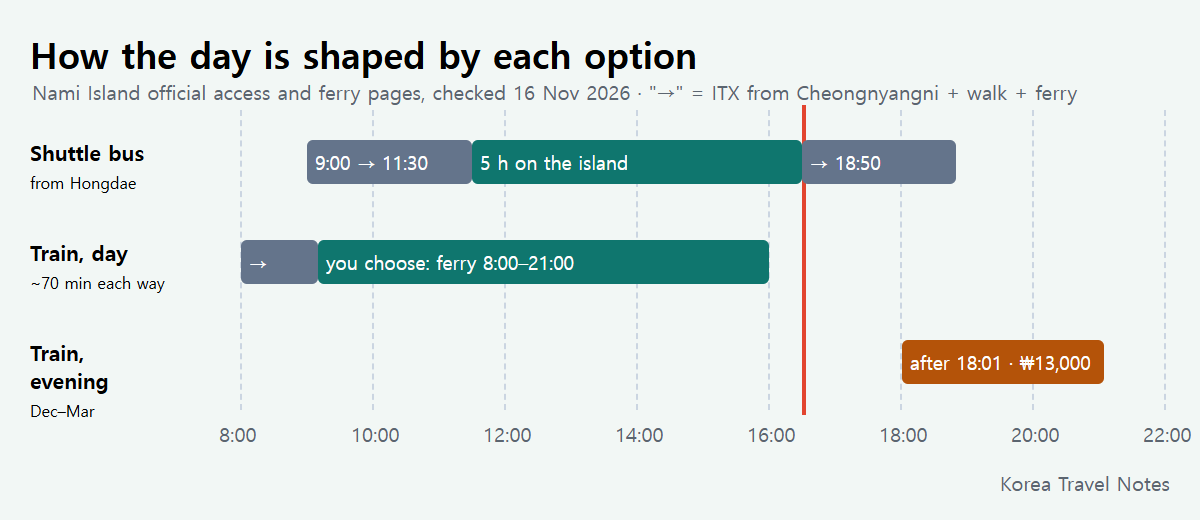 How the day is shaped by each option
Nami Island official access and ferry pages, checked 16 Nov 2026 · "→" = ITX from Cheongnyangni + walk + ferry
Shuttle bus
from Hongdae
9:00 → 11:30
5 h on the island
→ 18:50
Train, day
~70 min each way
→
you choose: ferry 8:00–21:00
Train,
evening
Dec–Mar
after 18:01 · ₩13,000
8:00
10:00
12:00
14:00
16:00
18:00
20:00
22:00
Korea Travel Notes